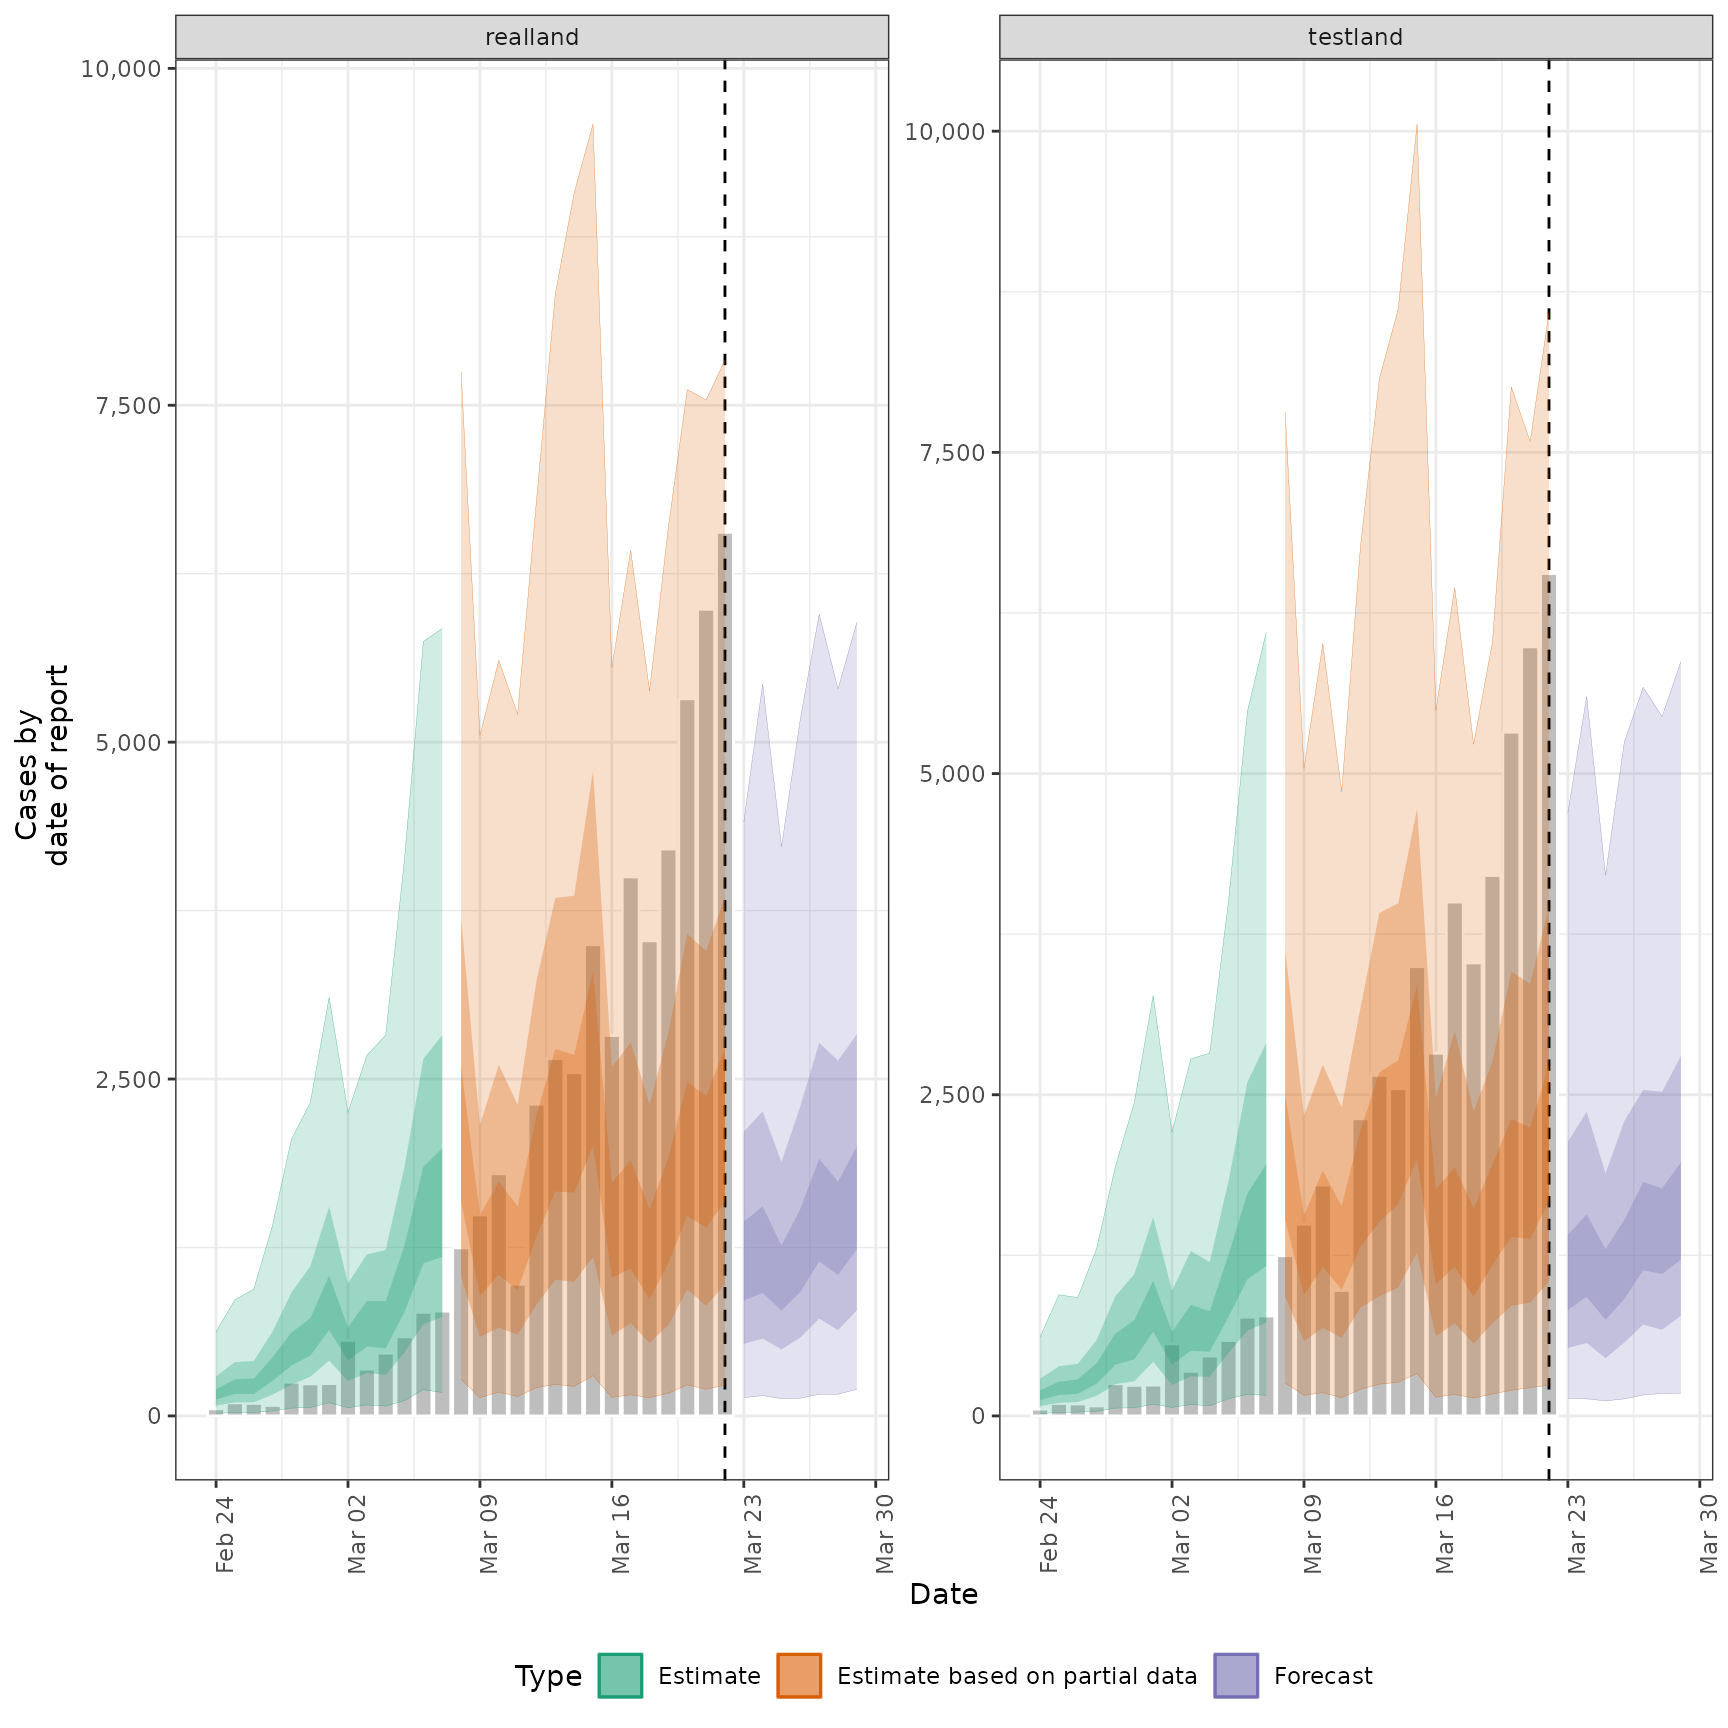 realland
testland
10,000
7,500
5,000
2,500
0
10,000
7,500
5,000
2,500
0
Cases by
date of report
Feb 24
Mar 02
Mar 09
Mar 16
Mar 23
Mar 30
Feb 24
Mar 02
Mar 09
Mar 16
Mar 23
Mar 30
Date
Type
Estimate
Estimate based on partial data
Forecast